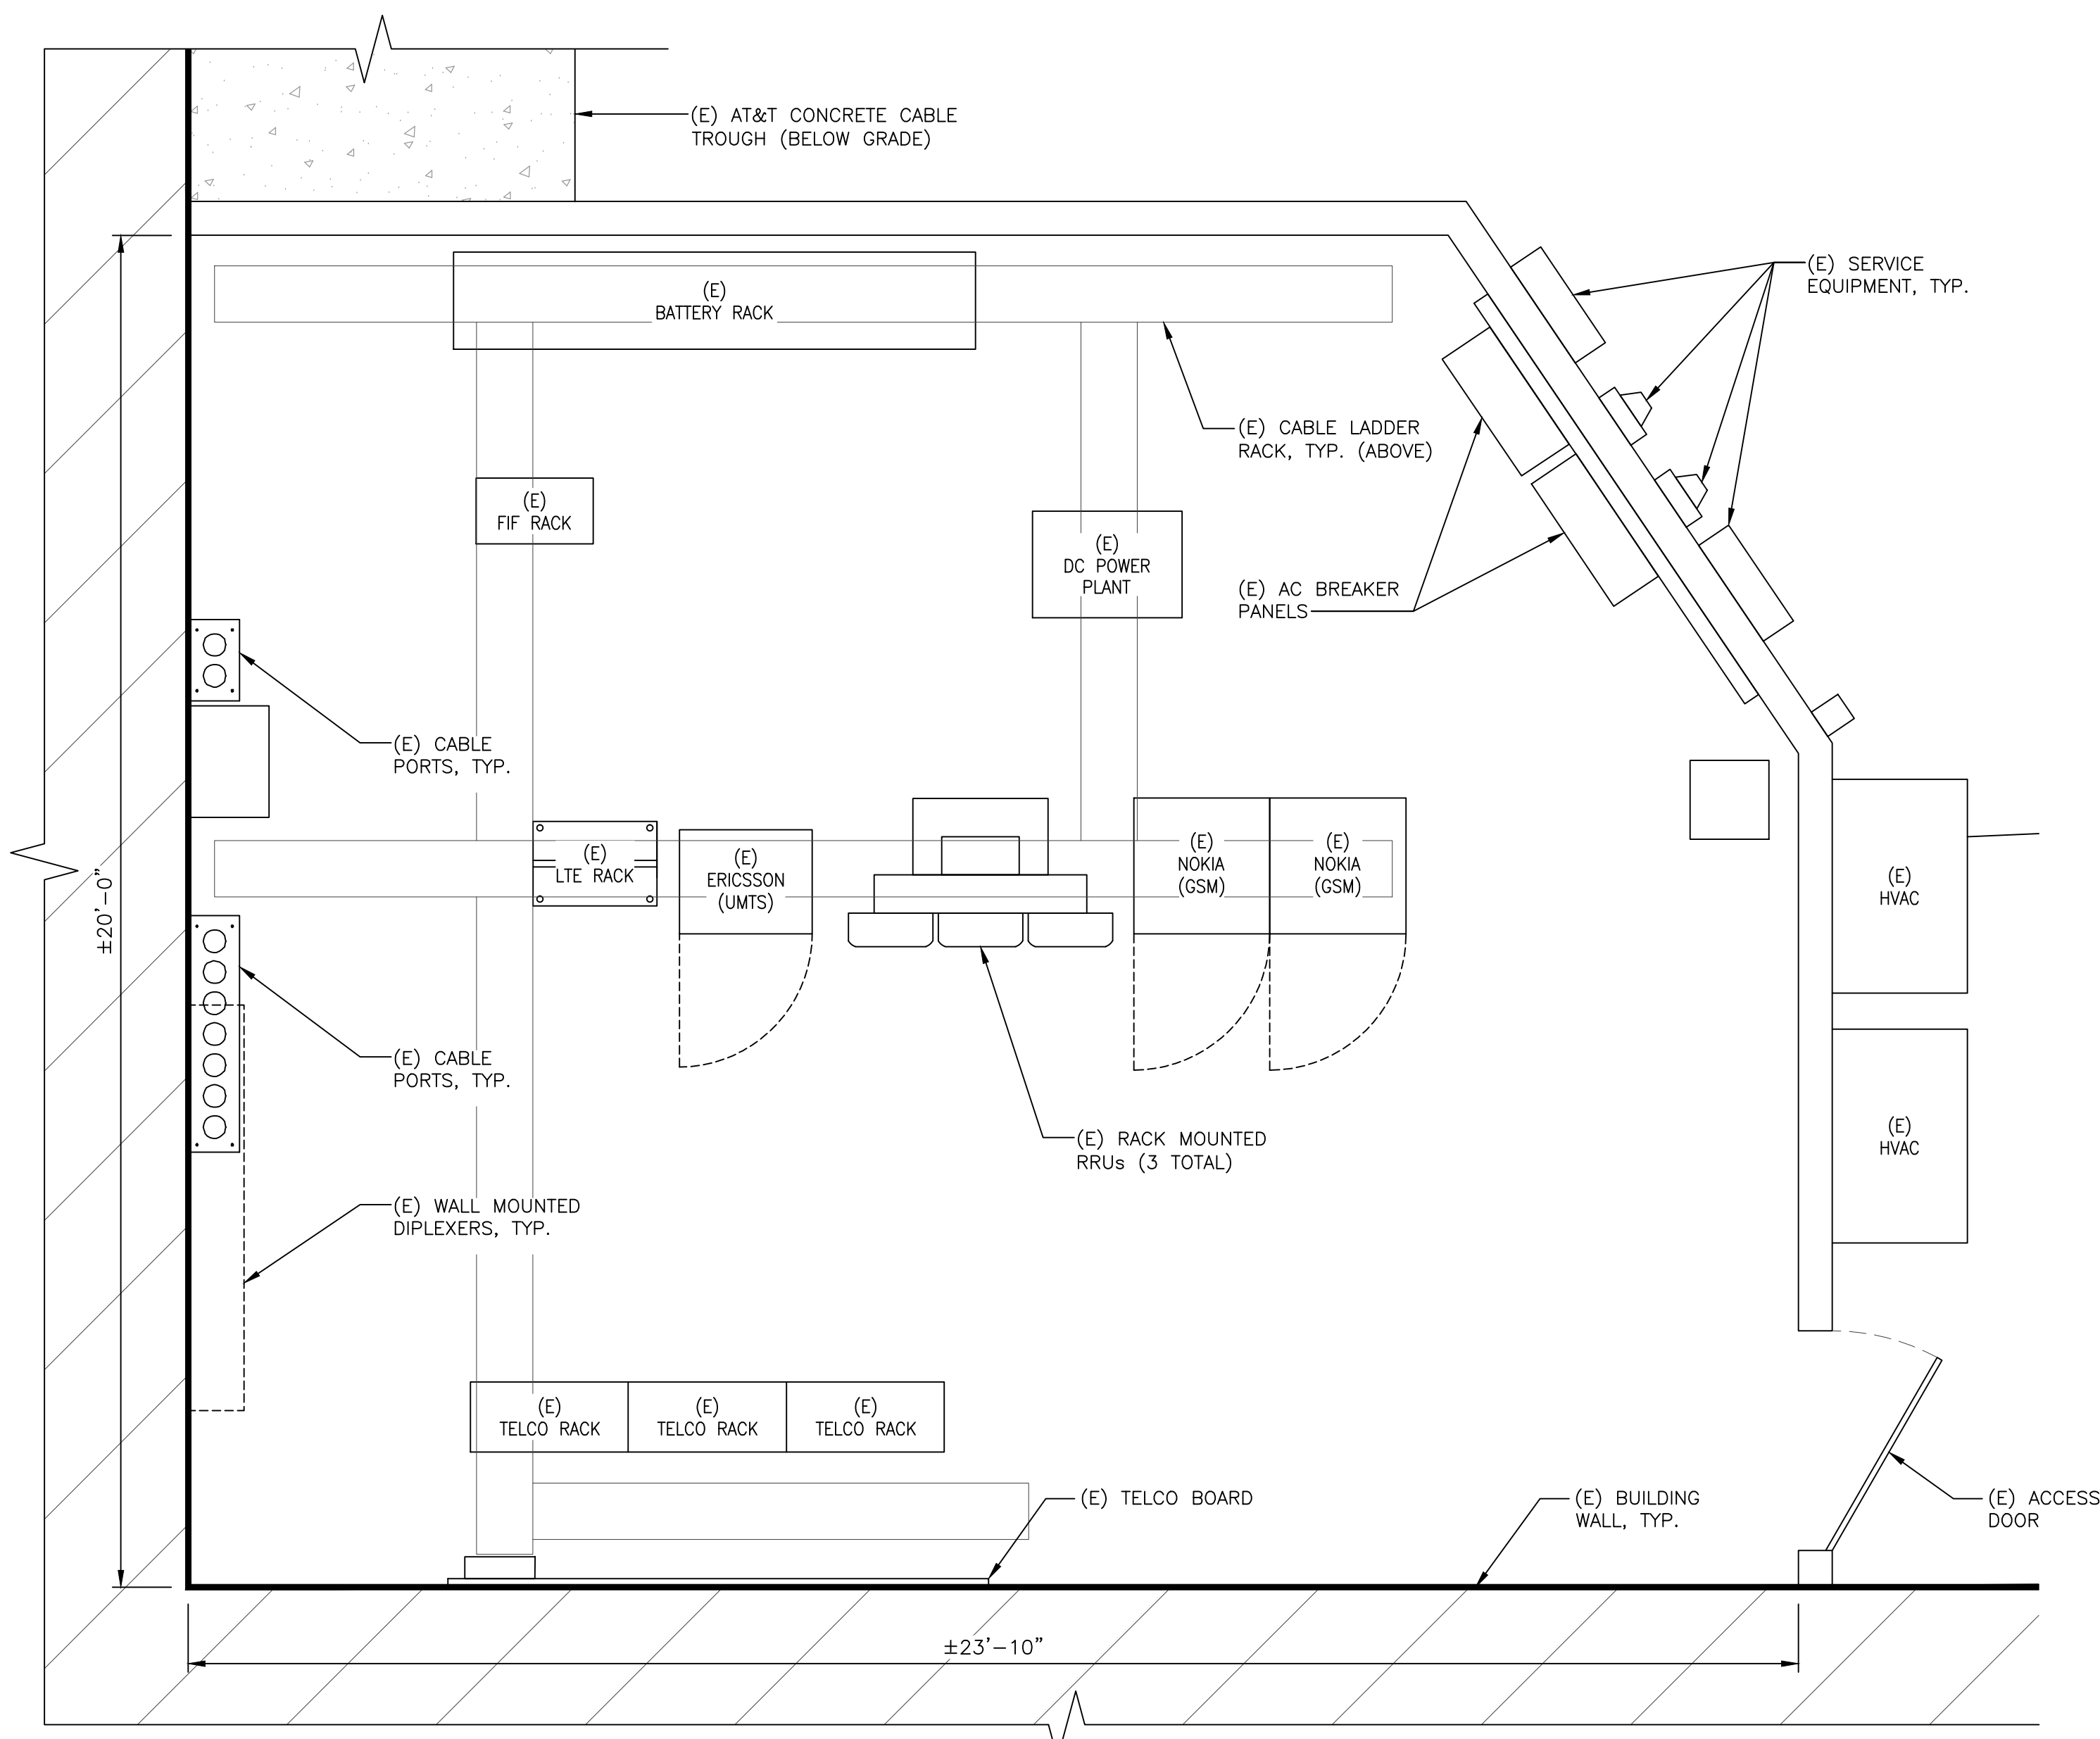 (E) AT&T CONCRETE CABLE
TROUGH (BELOW GRADE)
(E) SERVICE
EQUIPMENT, TYP.
(E)
BATTERY RACK
(E) CABLE LADDER
RACK, TYP. (ABOVE)
(E)
FIF RACK
(E)
DC POWER
PLANT
(E) AC BREAKER
PANELS
(E) CABLE
PORTS, TYP.
±20'-0"
(E)
LTE RACK
(E)
ERICSSON
(UMTS)
(E)
NOKIA
(GSM)
(E)
NOKIA
(GSM)
(E)
HVAC
(E) CABLE
PORTS, TYP.
(E) RACK MOUNTED
RRUs (3 TOTAL)
(E)
HVAC
(E) WALL MOUNTED
DIPLEXERS, TYP.
(E)
TELCO RACK
(E)
TELCO RACK
(E)
TELCO RACK
(E) TELCO BOARD
(E) BUILDING
WALL, TYP.
(E) ACCESS
DOOR
±23'-10"